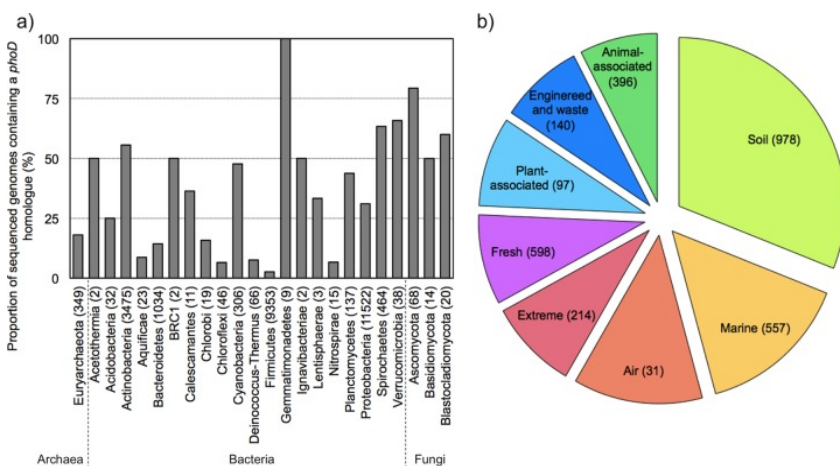 a)
Proportion of sequenced genomes containing a phoD
homologue (%)
100
75
50
25
0
Euryarchaeota (349)
Acetothermia (2)
Acidobacteria (32)
Actinobacteria (3475)
Aquificae (23)
Bacteroidetes (1034)
BRC1 (2)
Calescamantes (11)
Chlorobi (19)
Chloroflexi (46)
Cyanobacteria (306)
Deinococcus-Thermus (66)
Firmicutes (9353)
Gemmatimonadetes (9)
Ignavibacteriae (2)
Lentisphaerae (3)
Nitrospirae (15)
Planctomycetes (137)
Proteobacteria (11522)
Spirochaetes (464)
Verrucomicrobia (38)
Ascomycota (68)
Basidiomycota (14)
Blastocladiomycota (20)
Archaea
Bacteria
Fungi
b)
Animal-
associated
(396)
Enginereed
and waste
(140)
Plant-
associated (97)
Fresh (598)
Extreme (214)
Air (31)
Marine (557)
Soil (978)